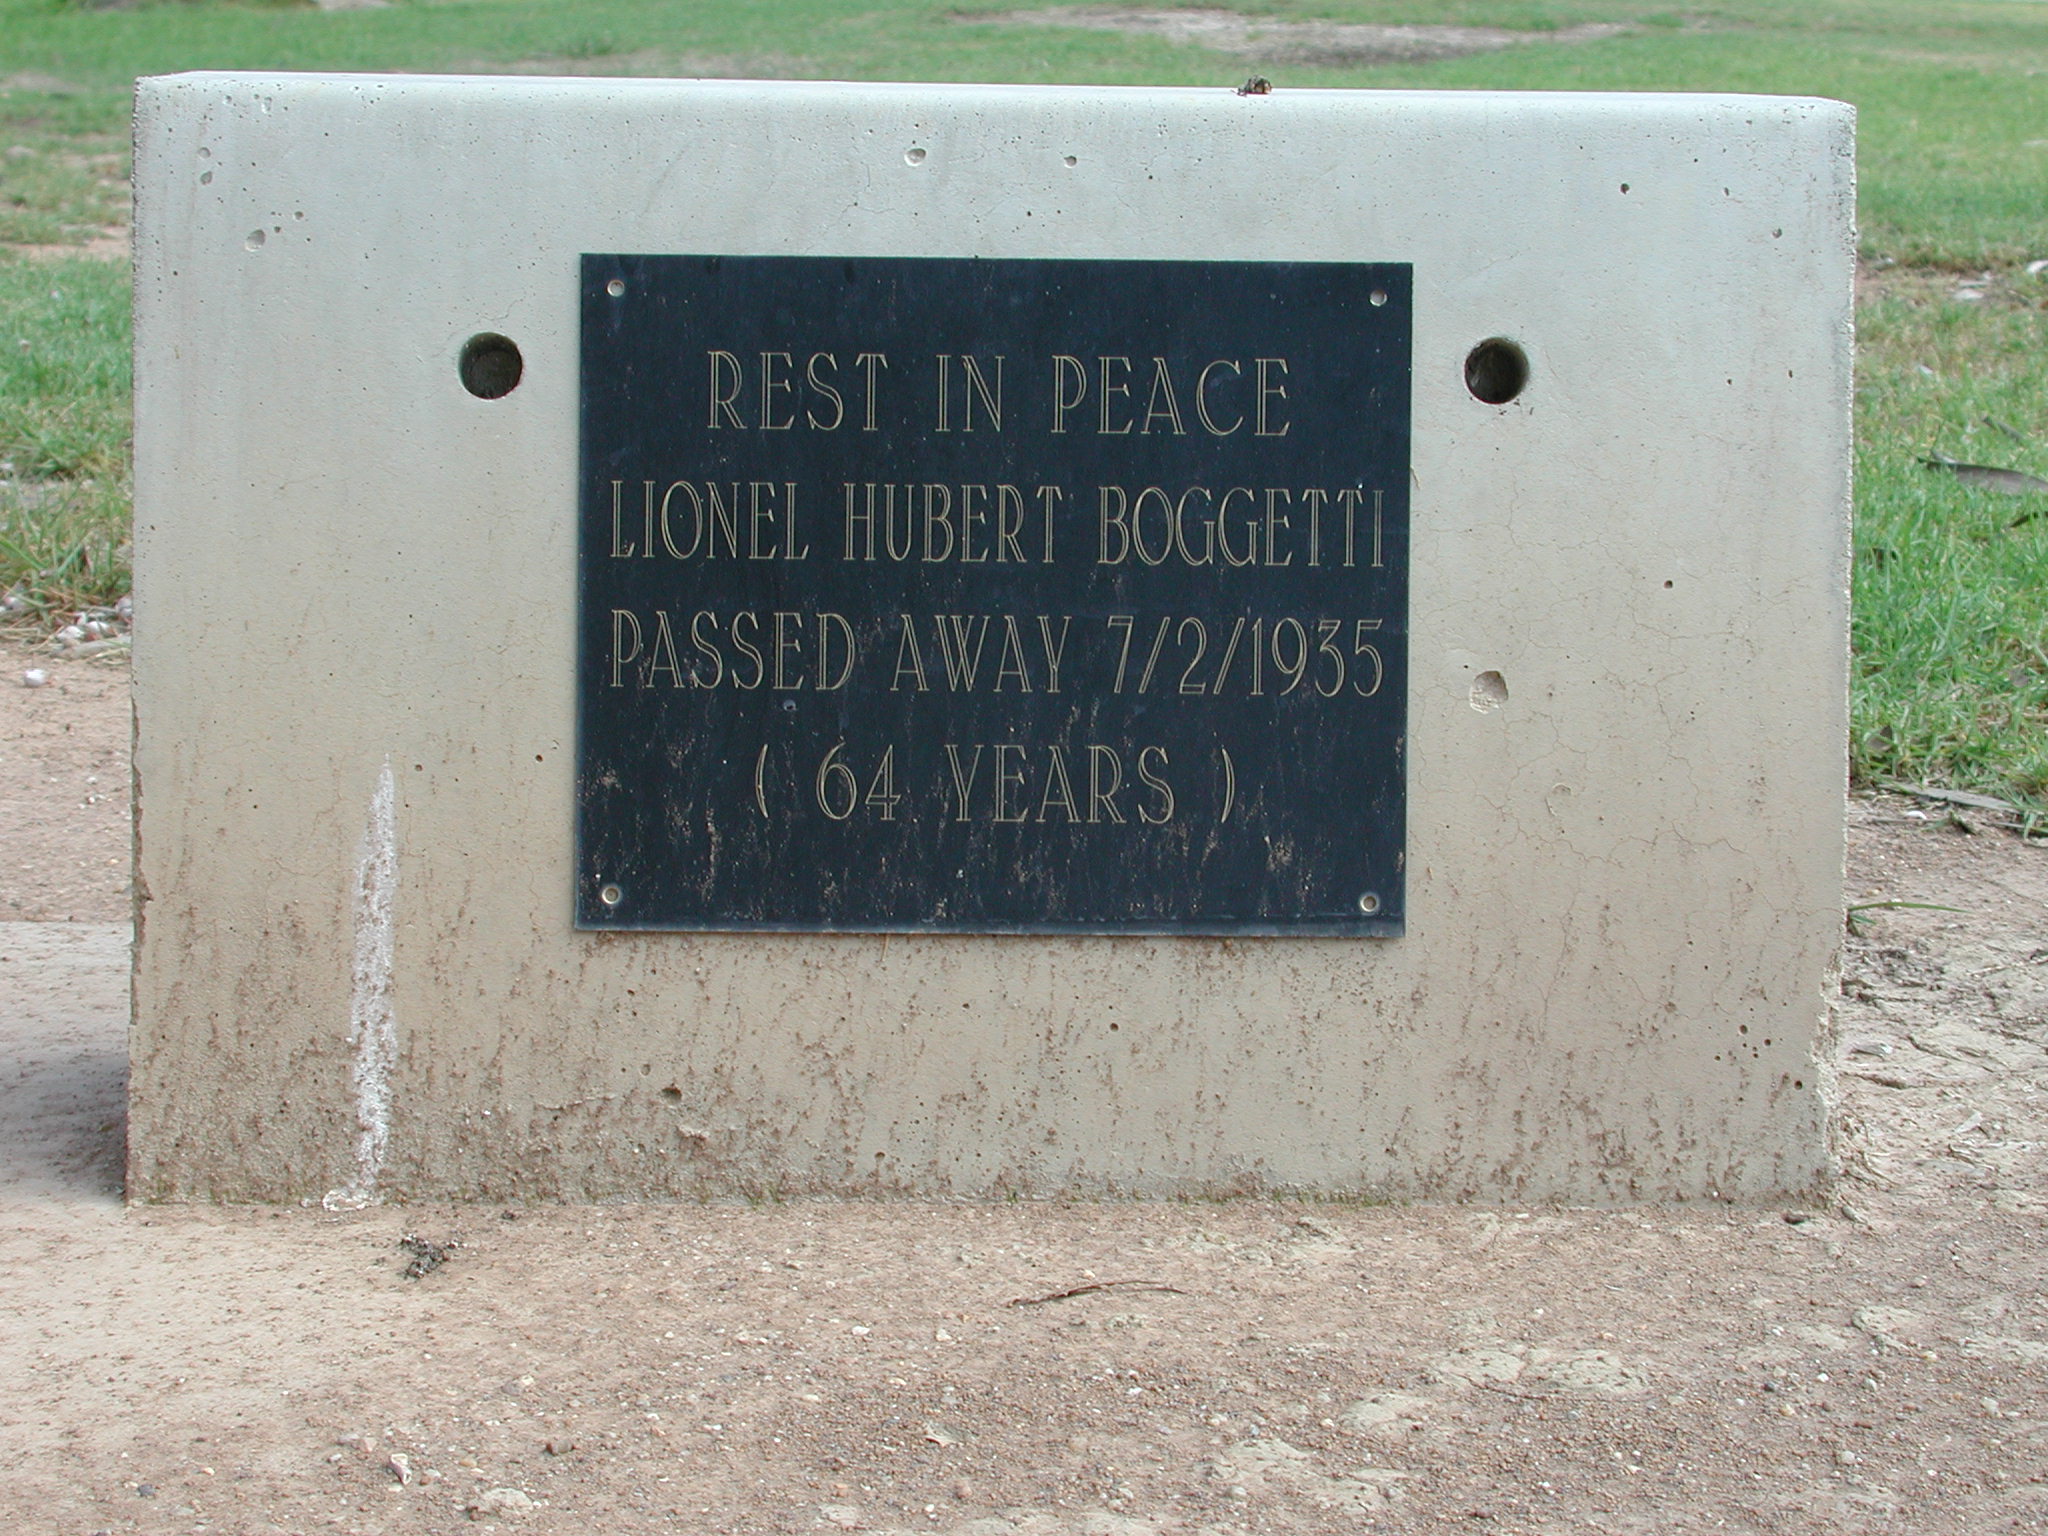 REST IN PEACE
LIONEL HUBERT BOGGETTI
PASSED AWAY 7/2/1935
( 64 YEARS )